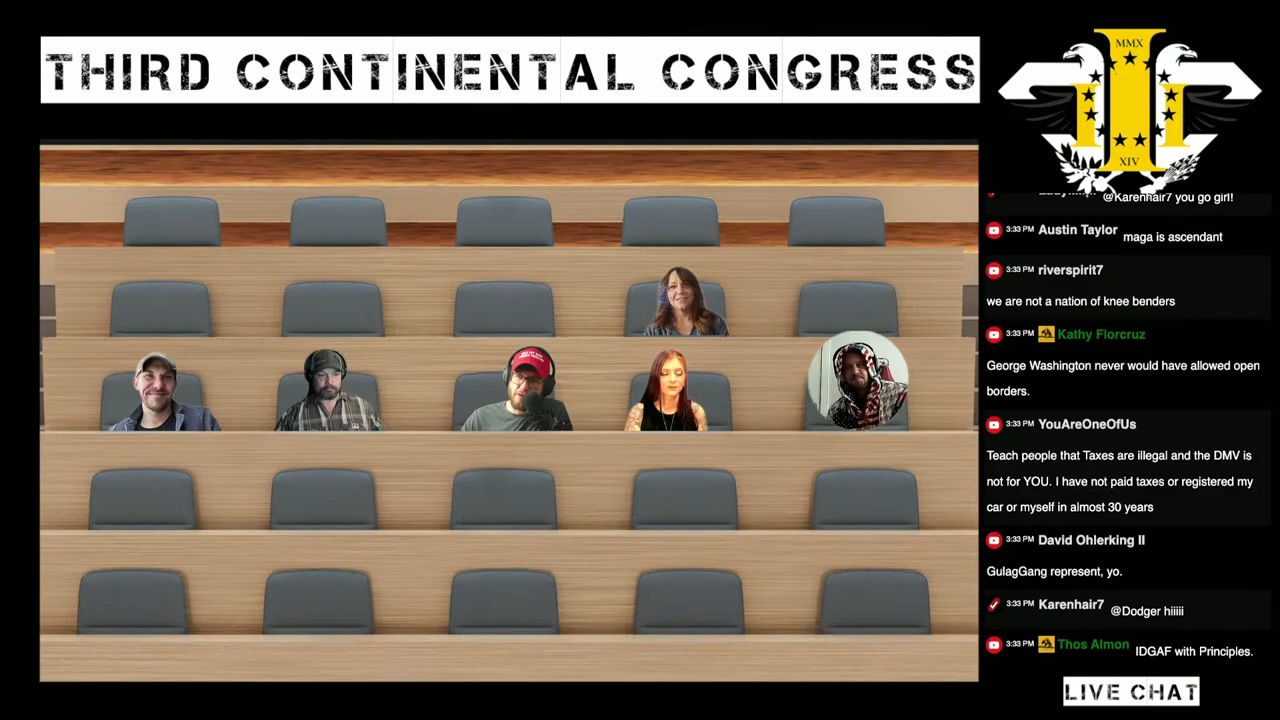 THIRD CONTINENTAL CONGRESS
MMX
XIV
@Karenhair7 you go girl!
3:33 PM Austin Taylor maga is ascendant
3:33 PM riverspirit7
we are not a nation of knee benders
3:33 PM Kathy Florcruz
George Washington never would have allowed open
borders.
3:33 PM YouAreOneOfUs
Teach people that Taxes are illegal and the DMV is
not for YOU. I have not paid taxes or registered my
car or myself in almost 30 years
3:33 PM David Ohlerking II
GulagGang represent, yo.
3:33 PM Karenhair7 @Dodger hiiiii
3:33 PM Thos Almon IDGAF with Principles.
LIVE CHAT